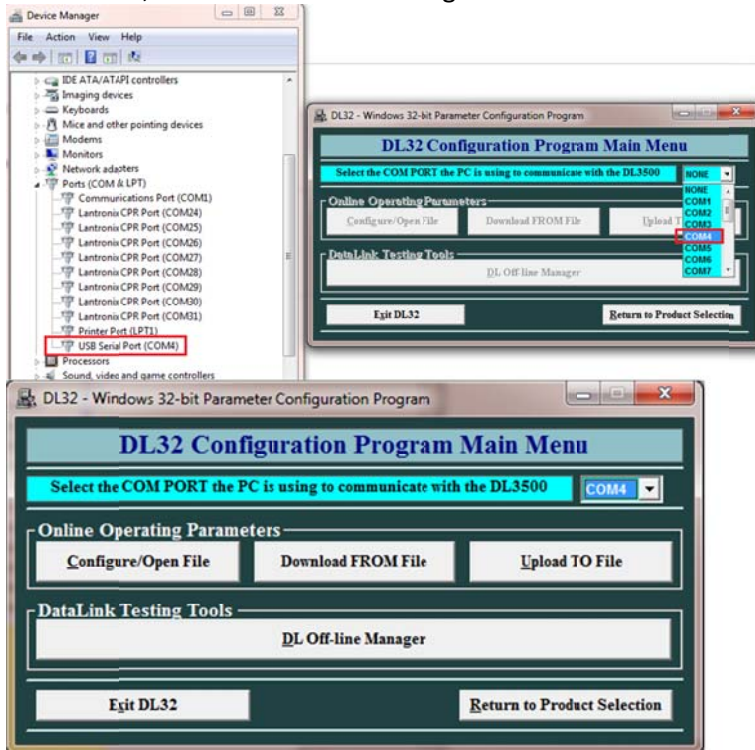 Device Manager
File Action View Help
IDE ATA/ATAPI controllers
Imaging devices
Keyboards
Mice and other pointing devices
Modems
Monitors
Network adapters
Ports (COM & LPT)
Communications Port (COM1)
Lantronix CPR Port (COM24)
Lantronix CPR Port (COM25)
Lantronix CPR Port (COM26)
Lantronix CPR Port (COM27)
Lantronix CPR Port (COM28)
Lantronix CPR Port (COM29)
Lantronix CPR Port (COM30)
Lantronix CPR Port (COM31)
Printer Port (LPT1)
USB Serial Port (COM4)
Processors
Sound, video and game controllers
DL32 - Windows 32-bit Parameter Configuration Program
DL32 Configuration Program Main Menu
Select the COM PORT the PC is using to communicate with the DL3500 NONE
NONE
COM1
COM2
COM3
COM4
COM5
COM6
COM7
Online Operating Parameters
Configure/Open File Download FROM File Upload T
DataLink Testing Tools
DL Off-line Manager
Exit DL32 Return to Product Selection
DL32 - Windows 32-bit Parameter Configuration Program
DL32 Configuration Program Main Menu
Select the COM PORT the PC is using to communicate with the DL3500 COM4
Online Operating Parameters
Configure/Open File Download FROM File Upload TO File
DataLink Testing Tools
DL Off-line Manager
Exit DL32 Return to Product Selection